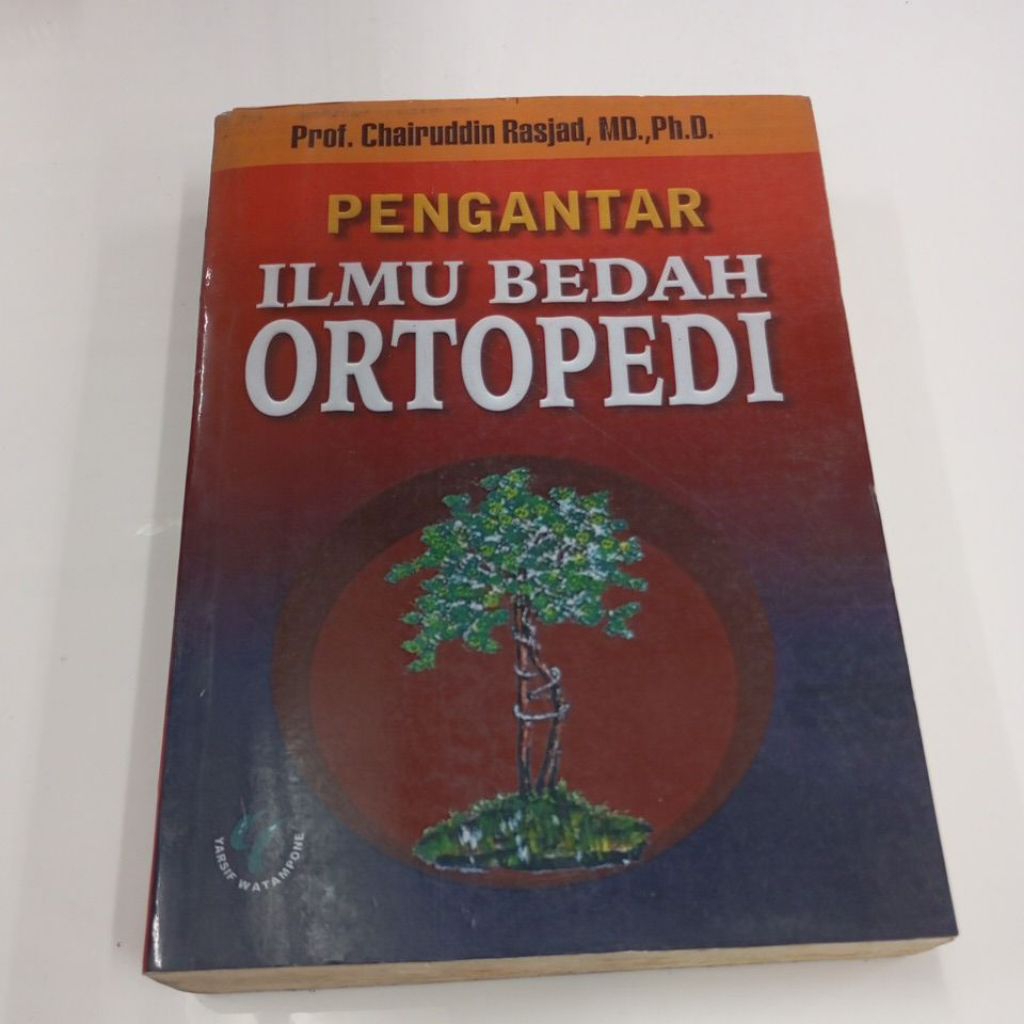 Prof. Chairuddin Rasjad, MD.,Ph.D.
PENGANTAR
ILMU BEDAH
ORTOPEDI
YARSIF WATAMPONE